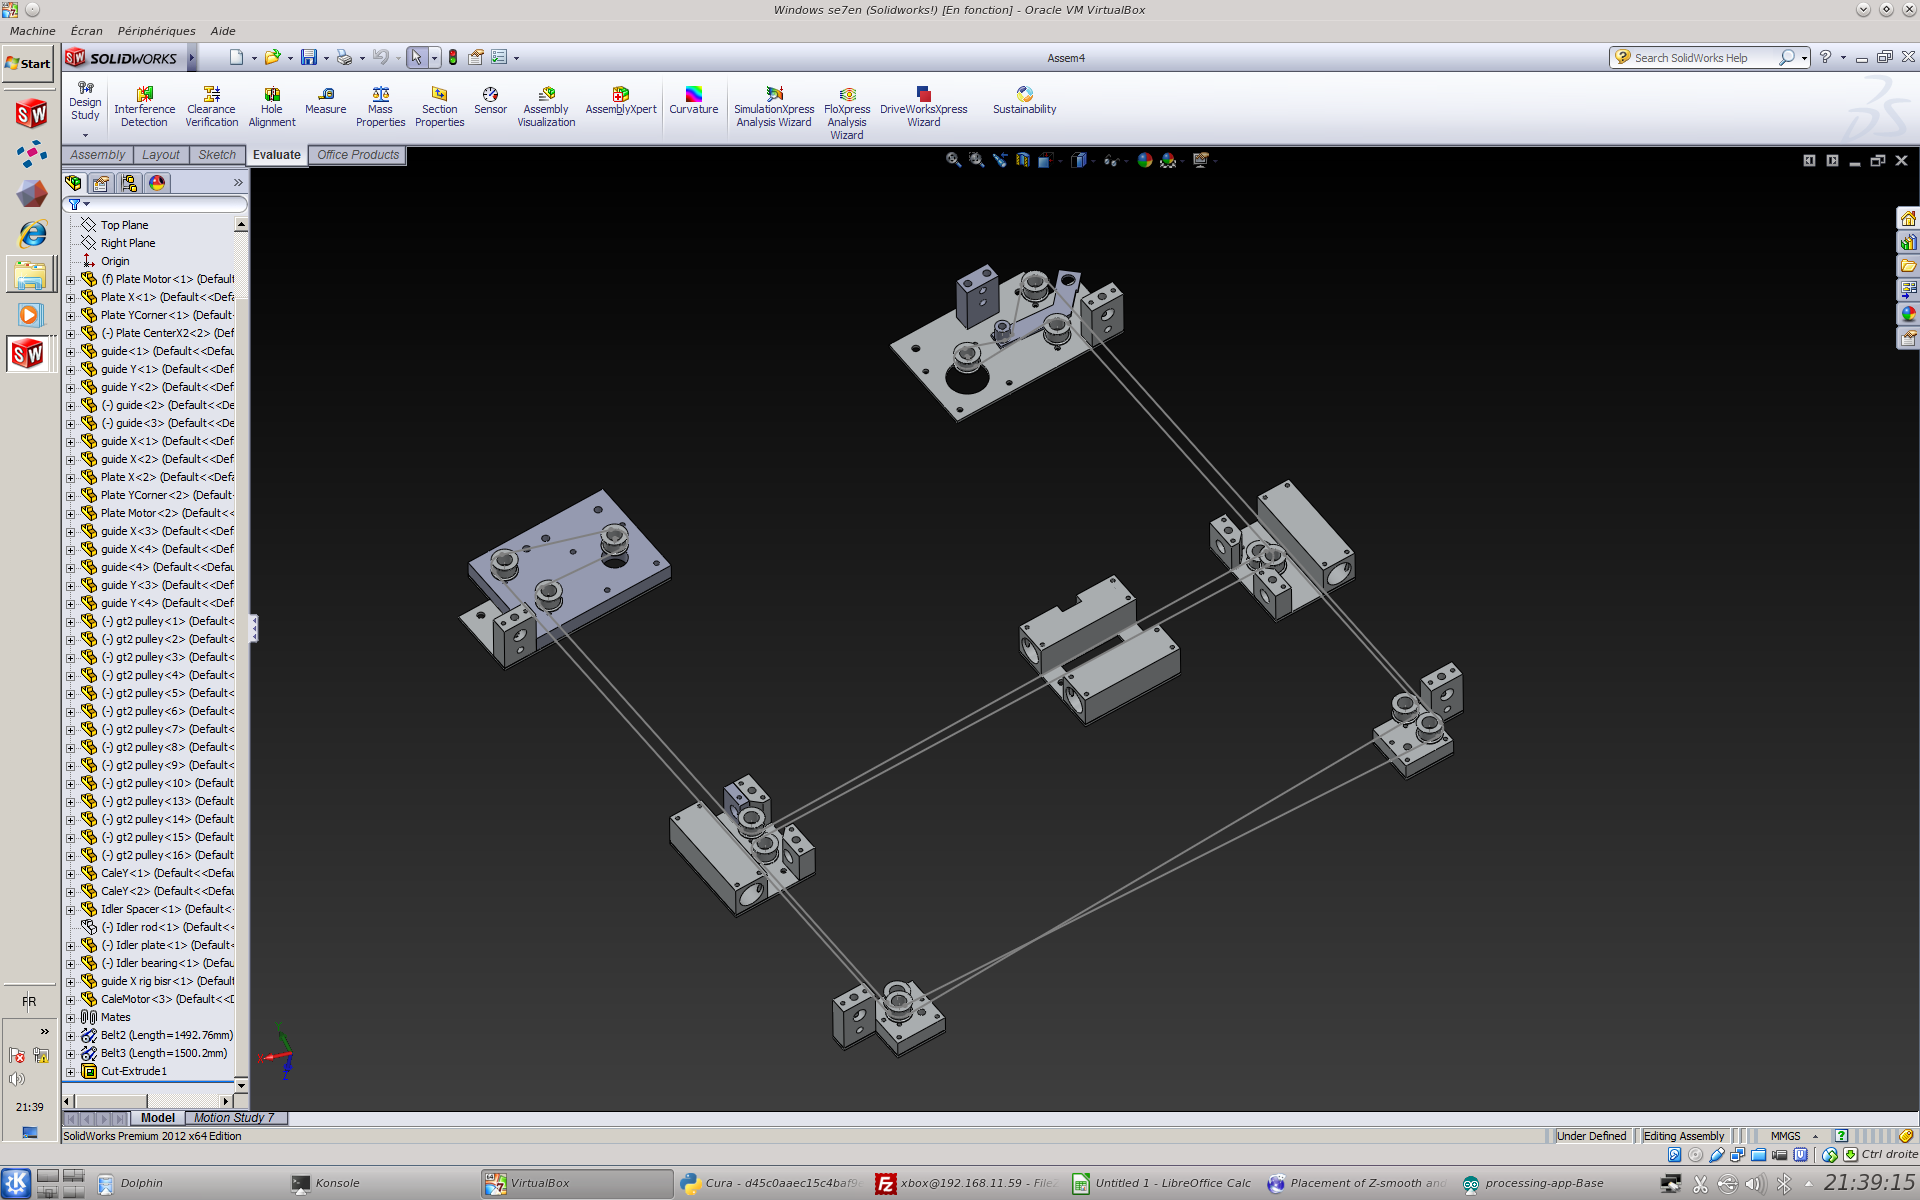 Windows se7en (Solidworks!) [En fonction] - Oracle VM VirtualBox
Machine Écran Périphériques Aide
Start
SOLIDWORKS
Assem4
Search SolidWorks Help
Design Study
Interference Detection
Clearance Verification
Hole Alignment
Measure
Mass Properties
Section Properties
Sensor
Assembly Visualization
AssemblyXpert
Curvature
SimulationXpress Analysis Wizard
FloXpress Analysis Wizard
DriveWorksXpress Wizard
Sustainability
Assembly Layout Sketch Evaluate Office Products
Top Plane
Right Plane
Origin
(f) Plate Motor<1> (Default
Plate X<1> (Default<<Defa
Plate YCorner<1> (Default
(-) Plate CenterX2<2> (Def
guide<1> (Default<<Defau
guide Y<1> (Default<<Def
guide Y<2> (Default<<Def
(-) guide<2> (Default<<De
(-) guide<3> (Default<<De
guide X<1> (Default<<Def
guide X<2> (Default<<Def
Plate X<2> (Default<<Defa
Plate YCorner<2> (Default
Plate Motor<2> (Default<<
guide X<3> (Default<<Def
guide X<4> (Default<<Def
guide<4> (Default<<Defau
guide Y<3> (Default<<Def
guide Y<4> (Default<<Def
(-) gt2 pulley<1> (Default<
(-) gt2 pulley<2> (Default<
(-) gt2 pulley<3> (Default<
(-) gt2 pulley<4> (Default<
(-) gt2 pulley<5> (Default<
(-) gt2 pulley<6> (Default<
(-) gt2 pulley<7> (Default<
(-) gt2 pulley<8> (Default<
(-) gt2 pulley<9> (Default<
(-) gt2 pulley<10> (Default
(-) gt2 pulley<13> (Default
(-) gt2 pulley<14> (Default
(-) gt2 pulley<15> (Default
(-) gt2 pulley<16> (Default
CaleY<1> (Default<<Defau
CaleY<2> (Default<<Defau
Idler Spacer<1> (Default<
(-) Idler rod<1> (Default<<
(-) Idler plate<1> (Default<
(-) Idler bearing<1> (Defau
guide X rig bisr<1> (Default
CaleMotor<3> (Default<<D
Mates
Belt2 (Length=1492.76mm)
Belt3 (Length=1500.2mm)
Cut-Extrude1
FR
21:39
Model Motion Study 7
SolidWorks Premium 2012 x64 Edition
Under Defined Editing Assembly MMGS
Ctrl droite
Dolphin
Konsole
VirtualBox
Cura - d45c0aaec15c4baf9
xbox@192.168.11.59 - File
Untitled 1 - LibreOffice Calc
Placement of Z-smooth and
processing-app-Base
21:39:15